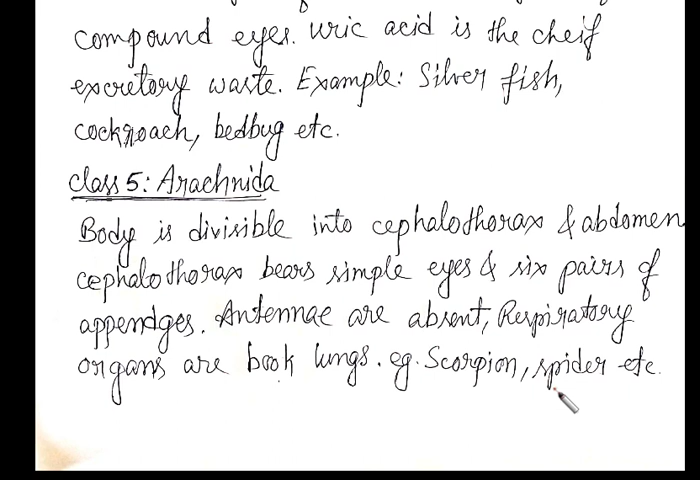 compound eyes. Uric acid is the cheif
excretory waste. Example: Silver fish,
cockroach, bedbug etc.
class 5: Arachnida
Body is divisible into cephalothorax & abdomen
cephalothorax bears simple eyes & six pairs of
appendges. Antennae are absent, Respiratory
organs are book lungs. eg. Scorpion, spider etc.